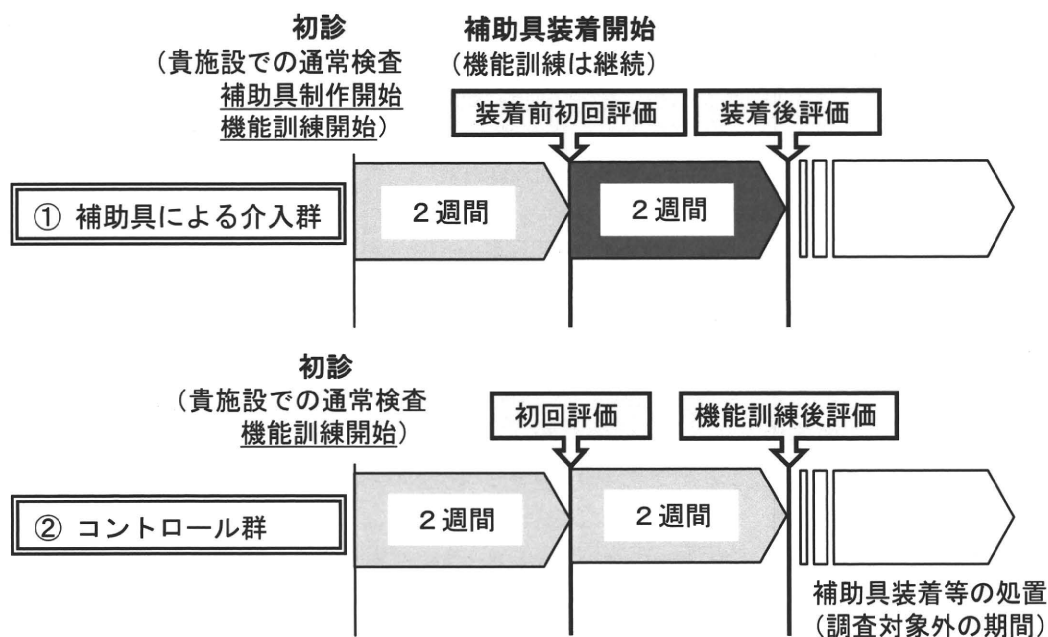 初診
（貴施設での通常検査
補助具制作開始
機能訓練開始）
補助具装着開始
（機能訓練は継続）
装着前初回評価
装着後評価
① 補助具による介入群
２週間
２週間
初診
（貴施設での通常検査
機能訓練開始）
初回評価
機能訓練後評価
② コントロール群
２週間
２週間
補助具装着等の処置
（調査対象外の期間）